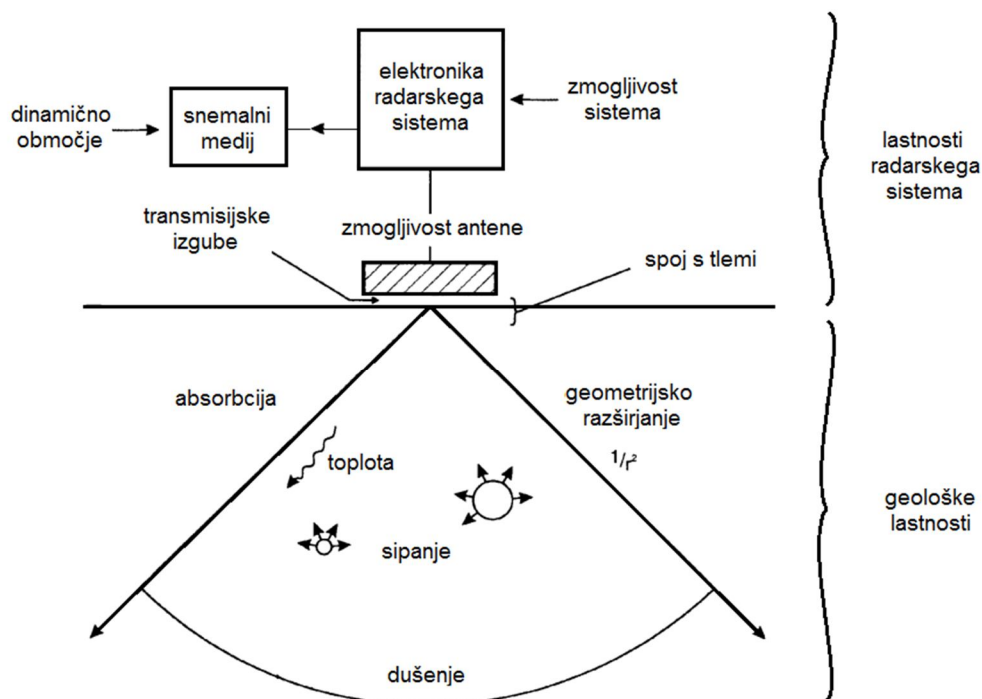 elektronika
radarskega
sistema
zmogljivost
sistema
dinamično
območje
snemalni
medij
lastnosti
radarskega
sistema
transmisijske
izgube
zmogljivost antene
spoj s tlemi
absorbcija
geometrijsko
razširjanje
1/r²
toplota
geološke
lastnosti
sipanje
dušenje